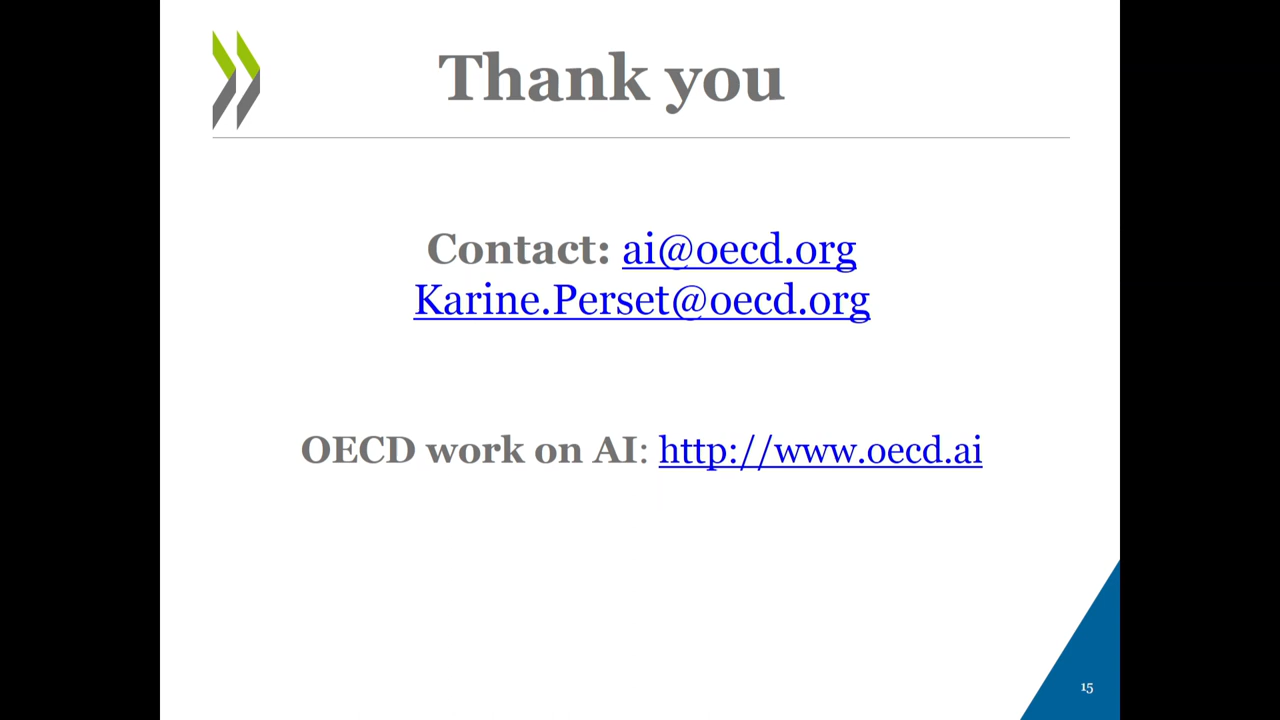 Thank you
Contact: ai@oecd.org
Karine.Perset@oecd.org
OECD work on AI: http://www.oecd.ai
15